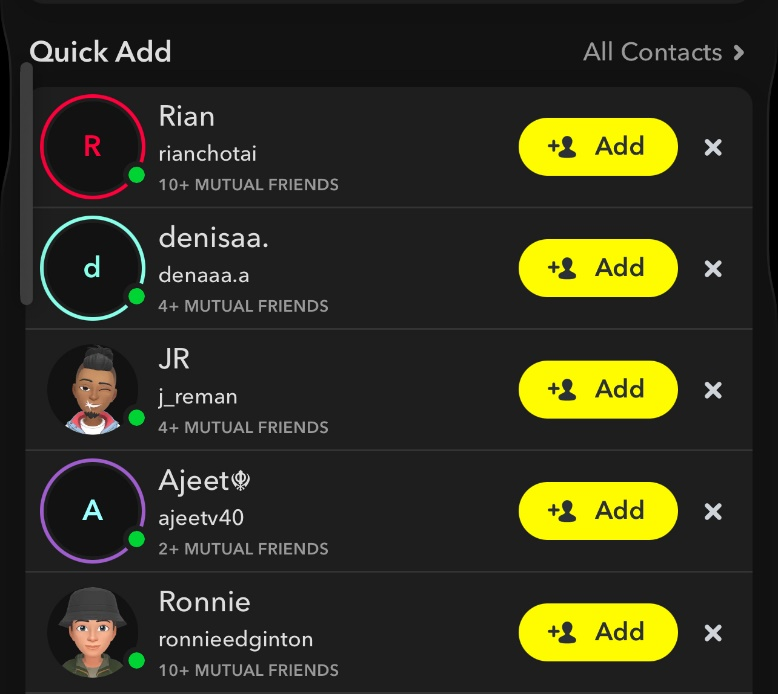 Quick Add
All Contacts
R
Rian
rianchotai
10+ MUTUAL FRIENDS
Add
d
denisaa.
denaaa.a
4+ MUTUAL FRIENDS
Add
JR
j_reman
4+ MUTUAL FRIENDS
Add
A
Ajeet☬
ajeetv40
2+ MUTUAL FRIENDS
Add
Ronnie
ronnieedginton
10+ MUTUAL FRIENDS
Add